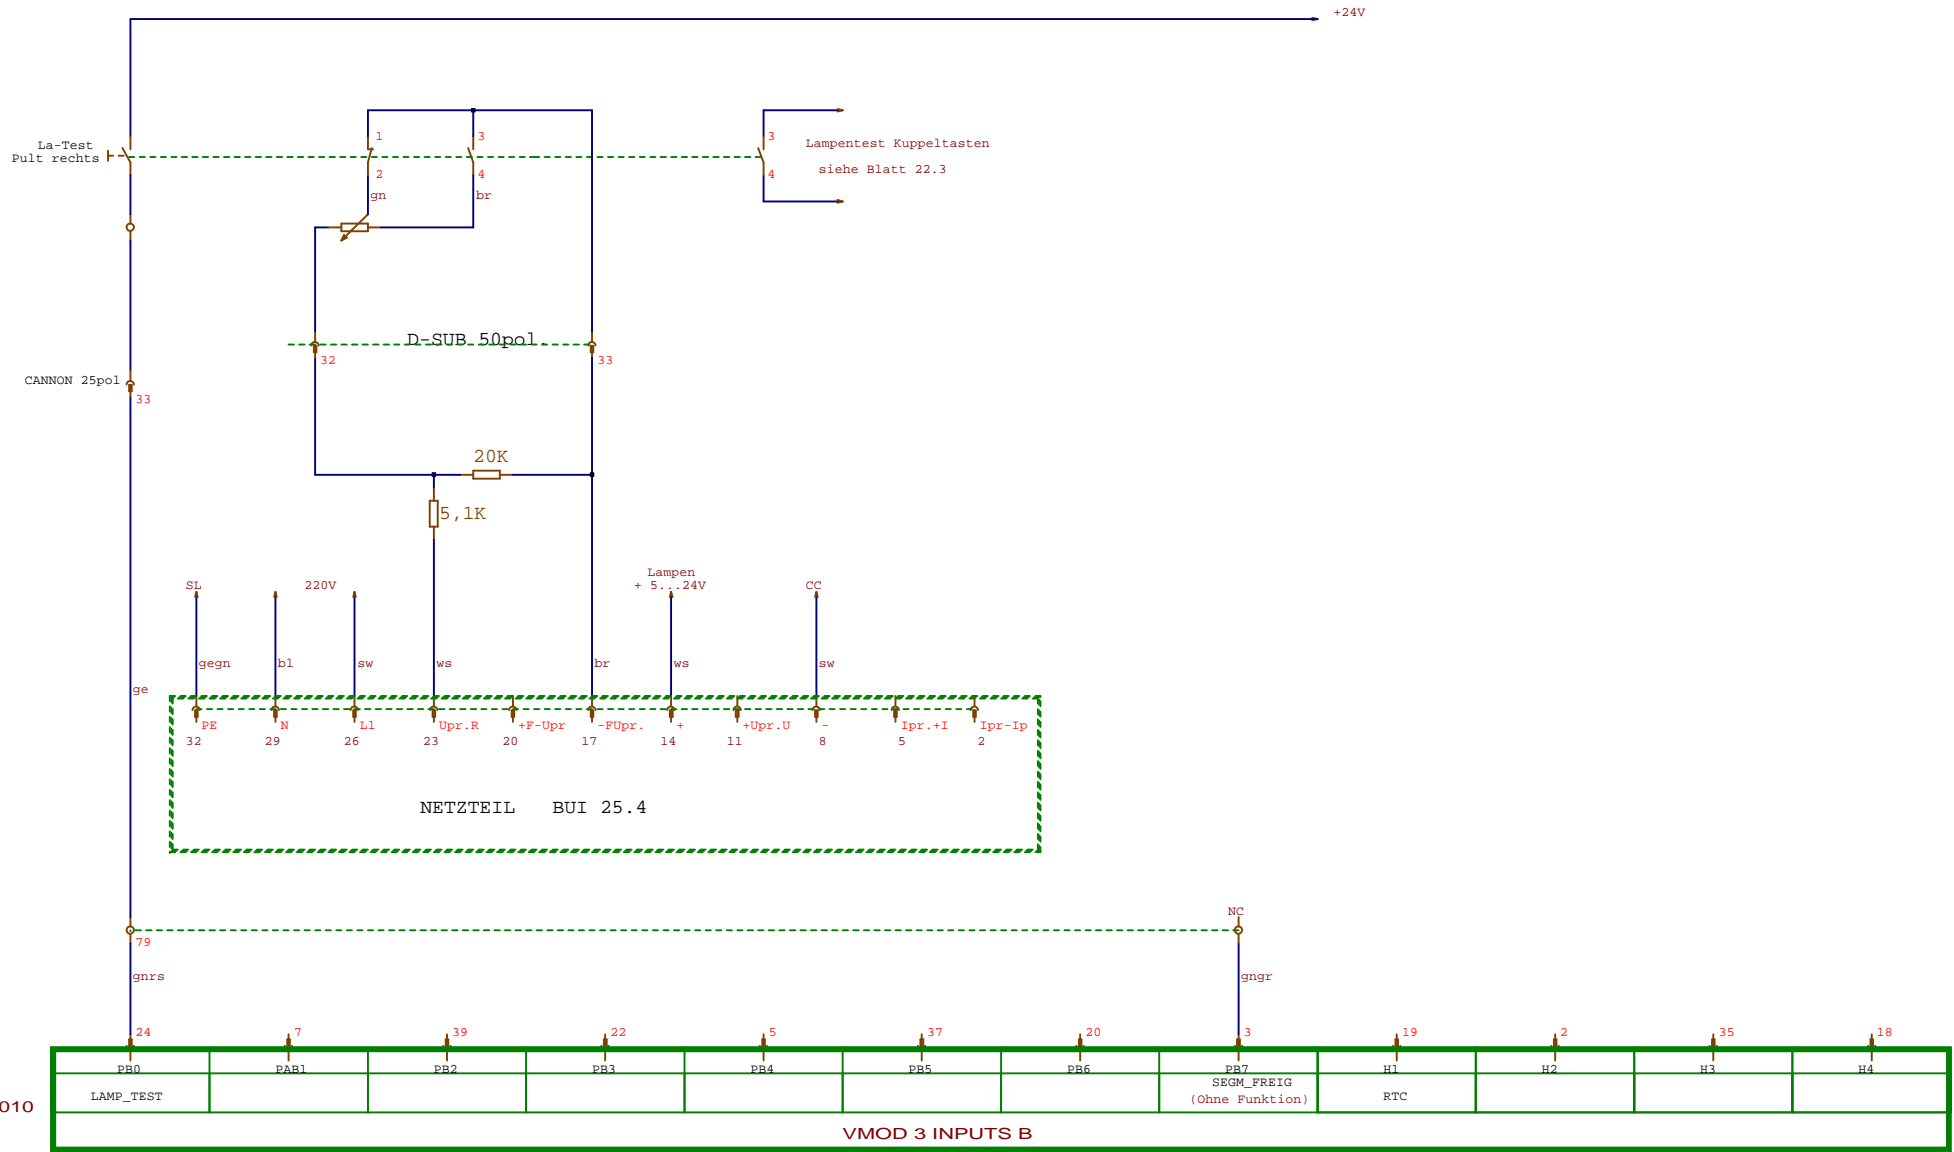 +24V
1
3
3
La-Test
Pult rechts
Lampentest Kuppeltasten
siehe Blatt 22.3
2
4
4
gn
br
D-SUB 50pol.
32
33
CANNON 25pol
33
20K
5,1K
Lampen
SL
220V
+ 5...24V
CC
gegn
bl
sw
ws
br
ws
sw
ge
PE
N
L1
Upr.R
+F-Upr
-FUpr.
+
+Upr.U
-
Ipr.+I
Ipr-Ip
32
29
26
23
20
17
14
11
8
5
2
NETZTEIL BUI 25.4
NC
79
gnrs
gngr
24
7
39
22
5
37
20
3
19
2
35
18
PB0
PAB1
PB2
PB3
PB4
PB5
PB6
PB7
H1
H2
H3
H4
LAMP_TEST
SEGM_FREIG
(Ohne Funktion)
RTC
010
VMOD 3 INPUTS B